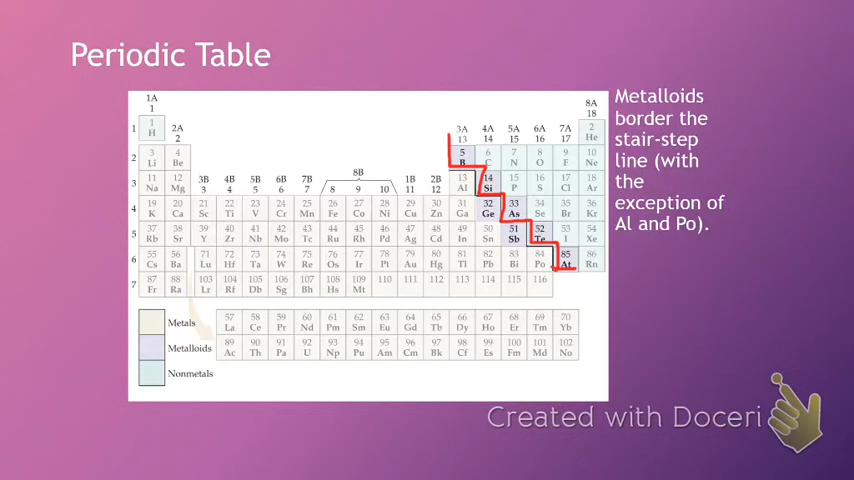 Periodic Table
1A
1
2A
2
3B
3
4B
4
5B
5
6B
6
7B
7
8B
8 9 10
1B
11
2B
12
3A
13
4A
14
5A
15
6A
16
7A
17
8A
18
1
1 2
H He
2
3 4 5 6 7 8 9 10
Li Be B C N O F Ne
3
11 12 13 14 15 16 17 18
Na Mg Al Si P S Cl Ar
4
19 20 21 22 23 24 25 26 27 28 29 30 31 32 33 34 35 36
K Ca Sc Ti V Cr Mn Fe Co Ni Cu Zn Ga Ge As Se Br Kr
5
37 38 39 40 41 42 43 44 45 46 47 48 49 50 51 52 53 54
Rb Sr Y Zr Nb Mo Tc Ru Rh Pd Ag Cd In Sn Sb Te I Xe
6
55 56 71 72 73 74 75 76 77 78 79 80 81 82 83 84 85 86
Cs Ba Lu Hf Ta W Re Os Ir Pt Au Hg Tl Pb Bi Po At Rn
7
87 88 103 104 105 106 107 108 109 110 111 112 113 114 115 116
Fr Ra Lr Rf Db Sg Bh Hs Mt
57 58 59 60 61 62 63 64 65 66 67 68 69 70
La Ce Pr Nd Pm Sm Eu Gd Tb Dy Ho Er Tm Yb
89 90 91 92 93 94 95 96 97 98 99 100 101 102
Ac Th Pa U Np Pu Am Cm Bk Cf Es Fm Md No
Metals
Metalloids
Nonmetals
Metalloids
border the
stair-step
line (with
the
exception of
Al and Po).
Created with Doceri